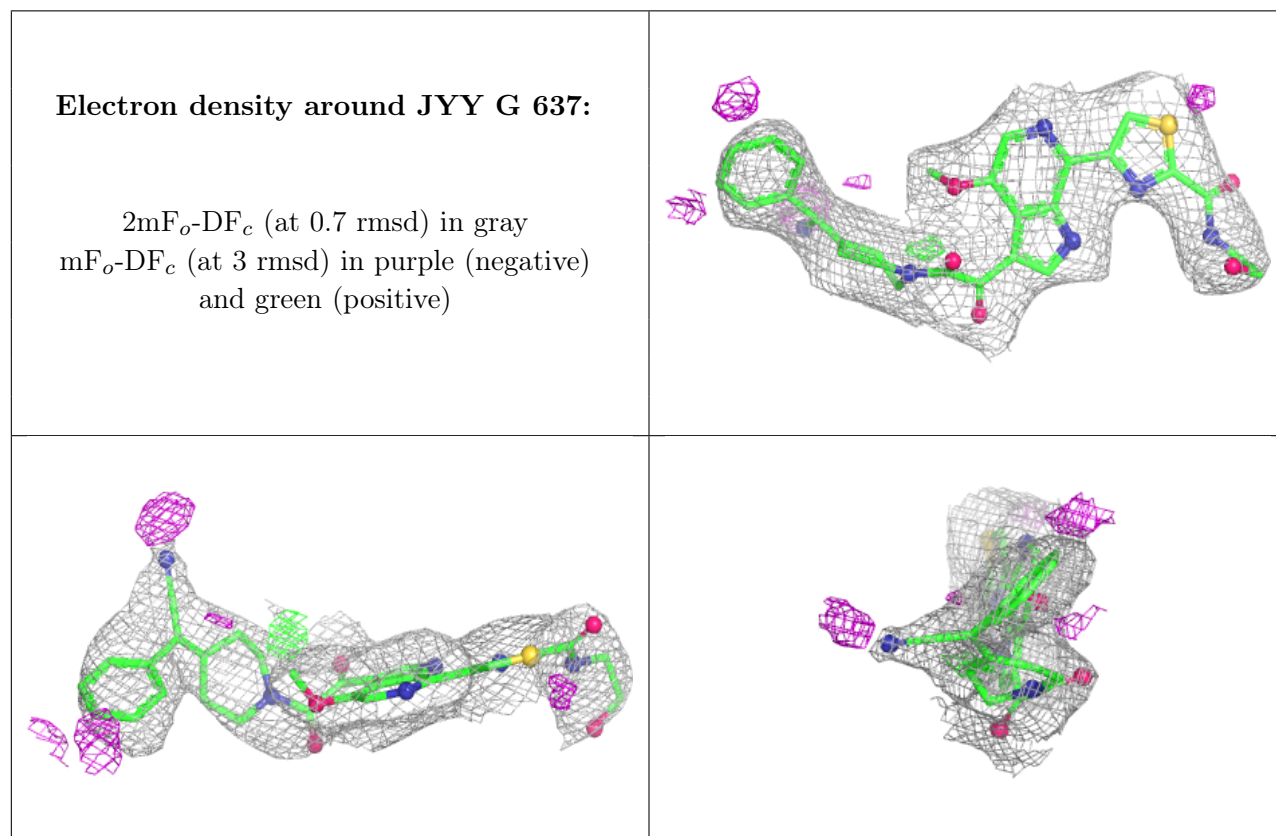 Electron density around JYY G 637:
2mFₒ-DF𝒸 (at 0.7 rmsd) in gray
mFₒ-DF𝒸 (at 3 rmsd) in purple (negative)
and green (positive)